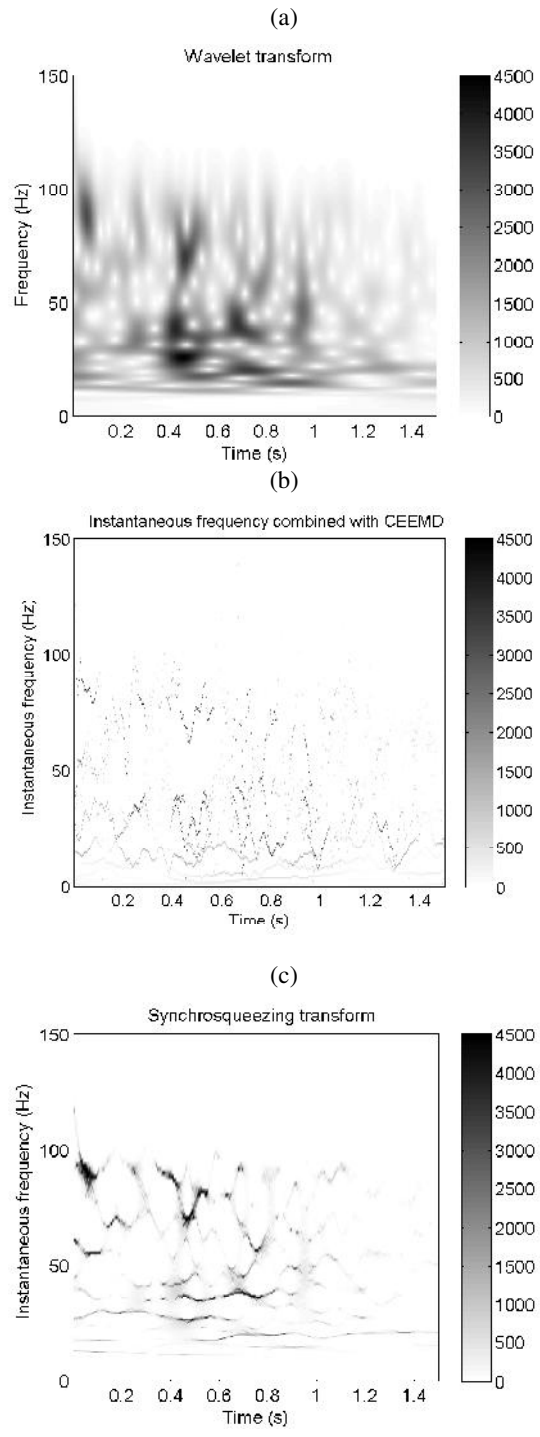 (a)
Wavelet transform
150
100
50
0
Frequency (Hz)
0.2 0.4 0.6 0.8 1 1.2 1.4
Time (s)
4500
4000
3500
3000
2500
2000
1500
1000
500
0
(b)
Instantaneous frequency combined with CEEMD
150
100
50
0
Instantaneous frequency (Hz)
0.2 0.4 0.6 0.8 1 1.2 1.4
Time (s)
4500
4000
3500
3000
2500
2000
1500
1000
500
0
(c)
Synchrosqueezing transform
150
100
50
0
Instantaneous frequency (Hz)
0.2 0.4 0.6 0.8 1 1.2 1.4
Time (s)
4500
4000
3500
3000
2500
2000
1500
1000
500
0